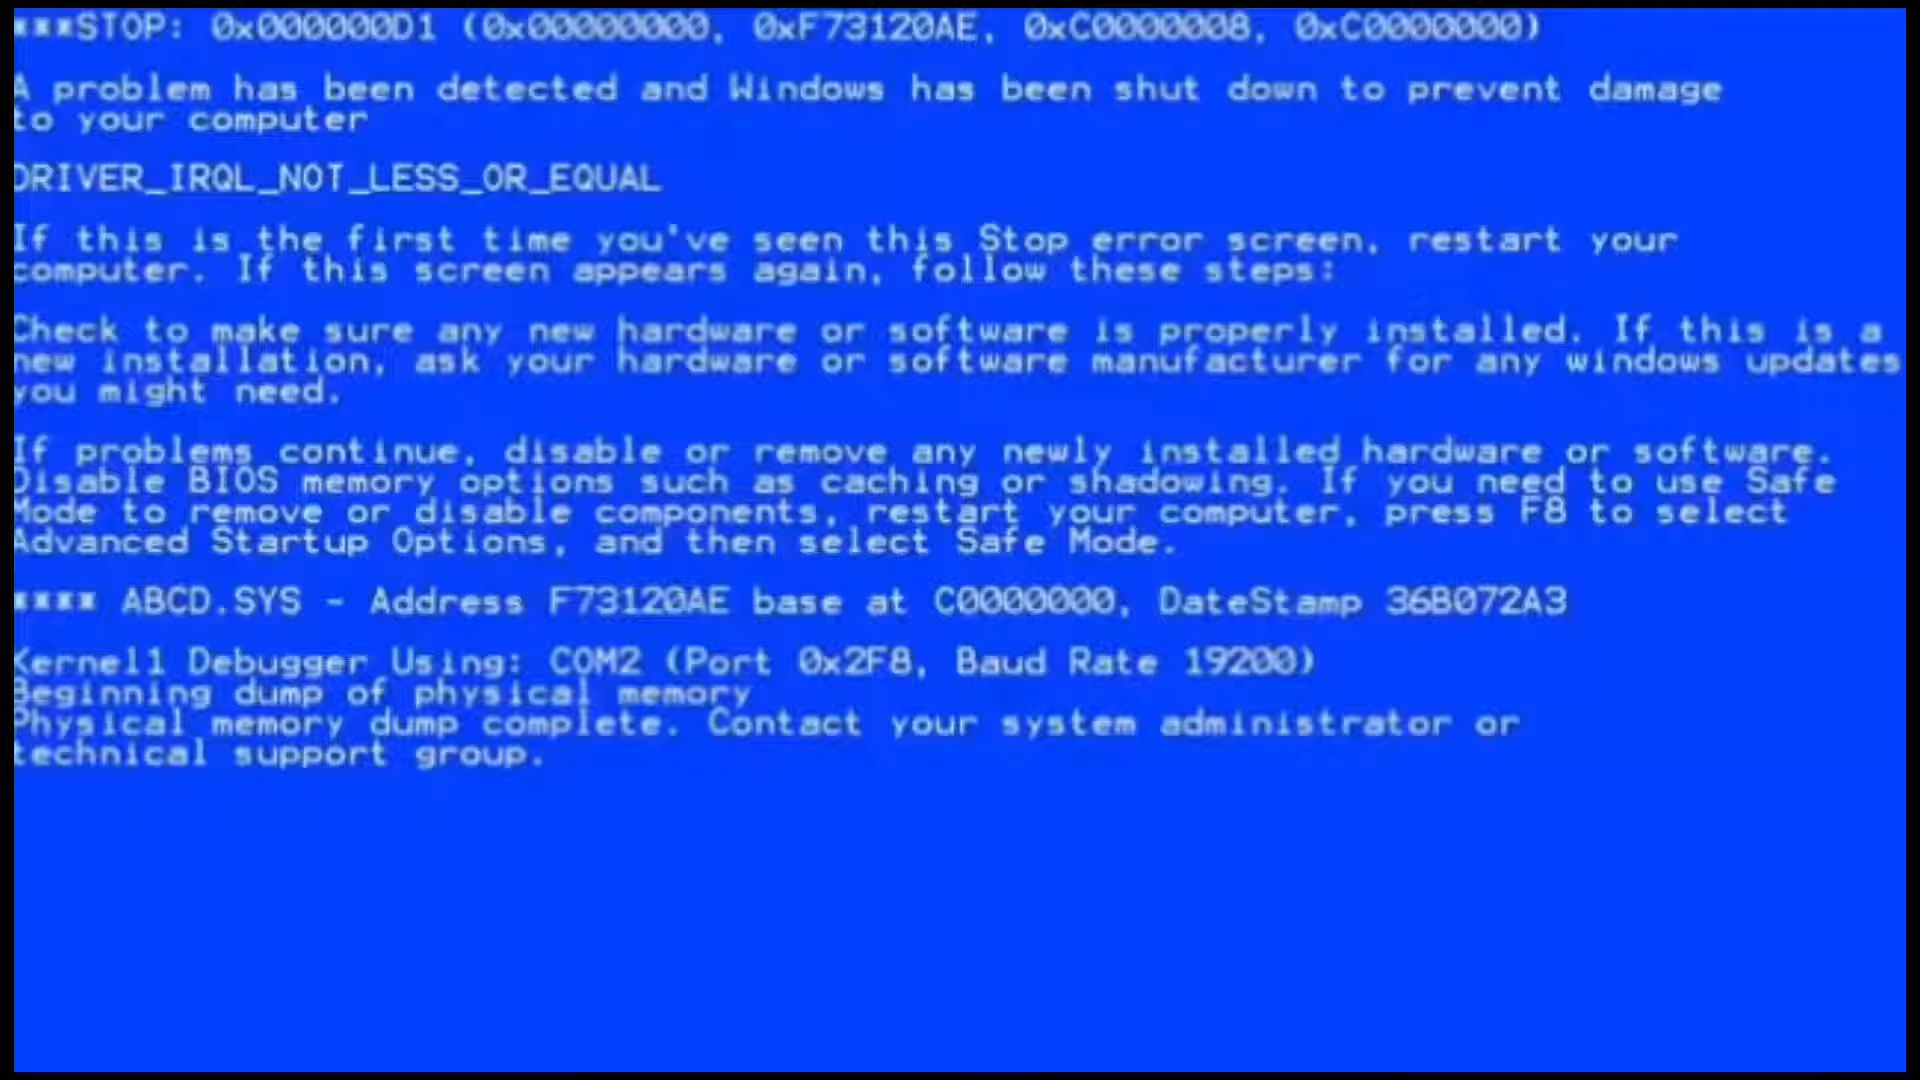 ***STOP: 0x000000D1 (0x00000000, 0xF73120AE, 0xC0000008, 0xC0000000)
A problem has been detected and Windows has been shut down to prevent damage
to your computer
DRIVER_IRQL_NOT_LESS_OR_EQUAL
If this is the first time you've seen this Stop error screen, restart your
computer. If this screen appears again, follow these steps:
Check to make sure any new hardware or software is properly installed. If this is a
new installation, ask your hardware or software manufacturer for any windows updates
you might need.
If problems continue, disable or remove any newly installed hardware or software.
Disable BIOS memory options such as caching or shadowing. If you need to use Safe
Mode to remove or disable components, restart your computer, press F8 to select
Advanced Startup Options, and then select Safe Mode.
**** ABCD.SYS - Address F73120AE base at C0000000, DateStamp 36B072A3
Kernel1 Debugger Using: COM2 (Port 0x2F8, Baud Rate 19200)
Beginning dump of physical memory
Physical memory dump complete. Contact your system administrator or
technical support group.